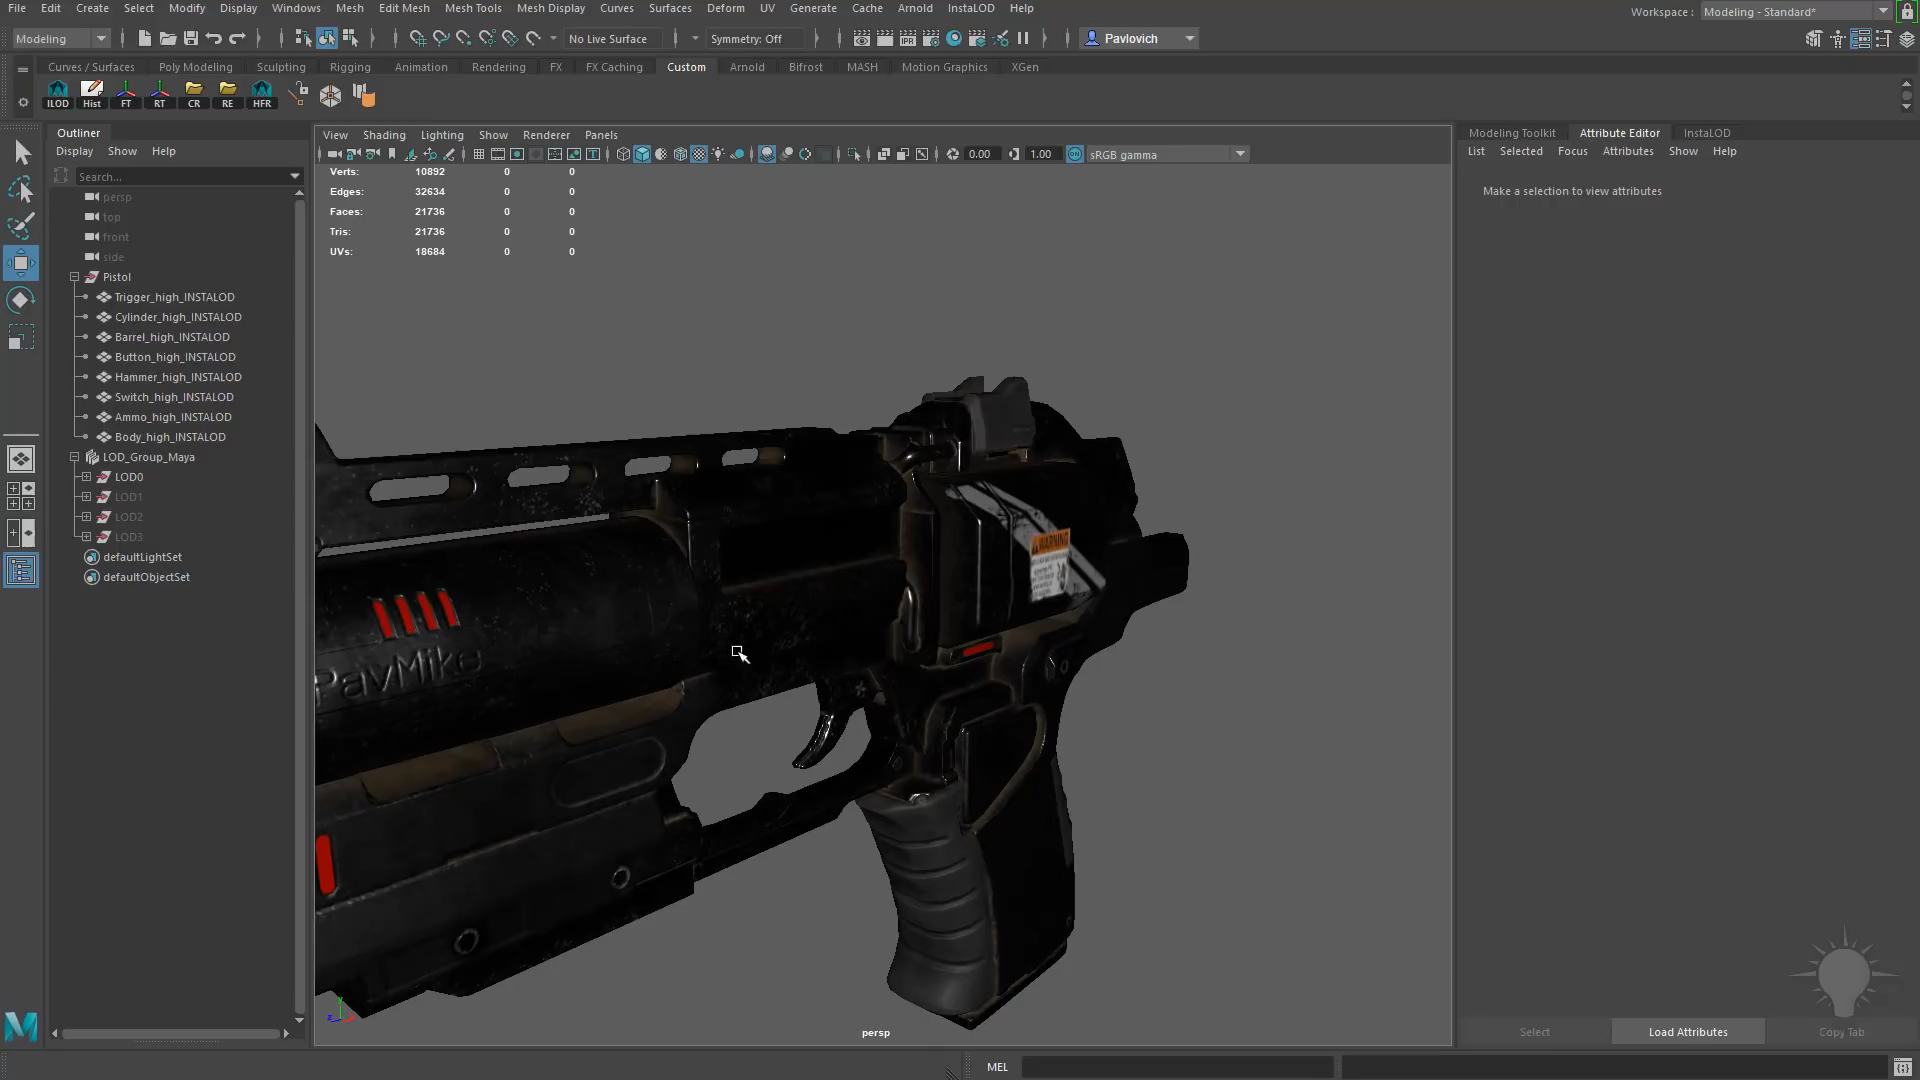 File Edit Create Select Modify Display Windows Mesh Edit Mesh Mesh Tools Mesh Display Curves Surfaces Deform UV Generate Cache Arnold InstaLOD Help
Workspace : Modeling - Standard*
Modeling No Live Surface Symmetry: Off IPR Pavlovich
Curves / Surfaces Poly Modeling Sculpting Rigging Animation Rendering FX FX Caching Custom Arnold Bifrost MASH Motion Graphics XGen
ILOD Hist FT RT CR RE HFR
Outliner
Display Show Help
Search...
persp
top
front
side
Pistol
Trigger_high_INSTALOD
Cylinder_high_INSTALOD
Barrel_high_INSTALOD
Button_high_INSTALOD
Hammer_high_INSTALOD
Switch_high_INSTALOD
Ammo_high_INSTALOD
Body_high_INSTALOD
LOD_Group_Maya
LOD0
LOD1
LOD2
LOD3
defaultLightSet
defaultObjectSet
View Shading Lighting Show Renderer Panels
0.00 1.00 ON sRGB gamma
Verts: 10892 0 0
Edges: 32634 0 0
Faces: 21736 0 0
Tris: 21736 0 0
UVs: 18684 0 0
WARNING
PavMike
y
z
persp
Modeling Toolkit Attribute Editor InstaLOD
List Selected Focus Attributes Show Help
Make a selection to view attributes
Select Load Attributes Copy Tab
M
MEL